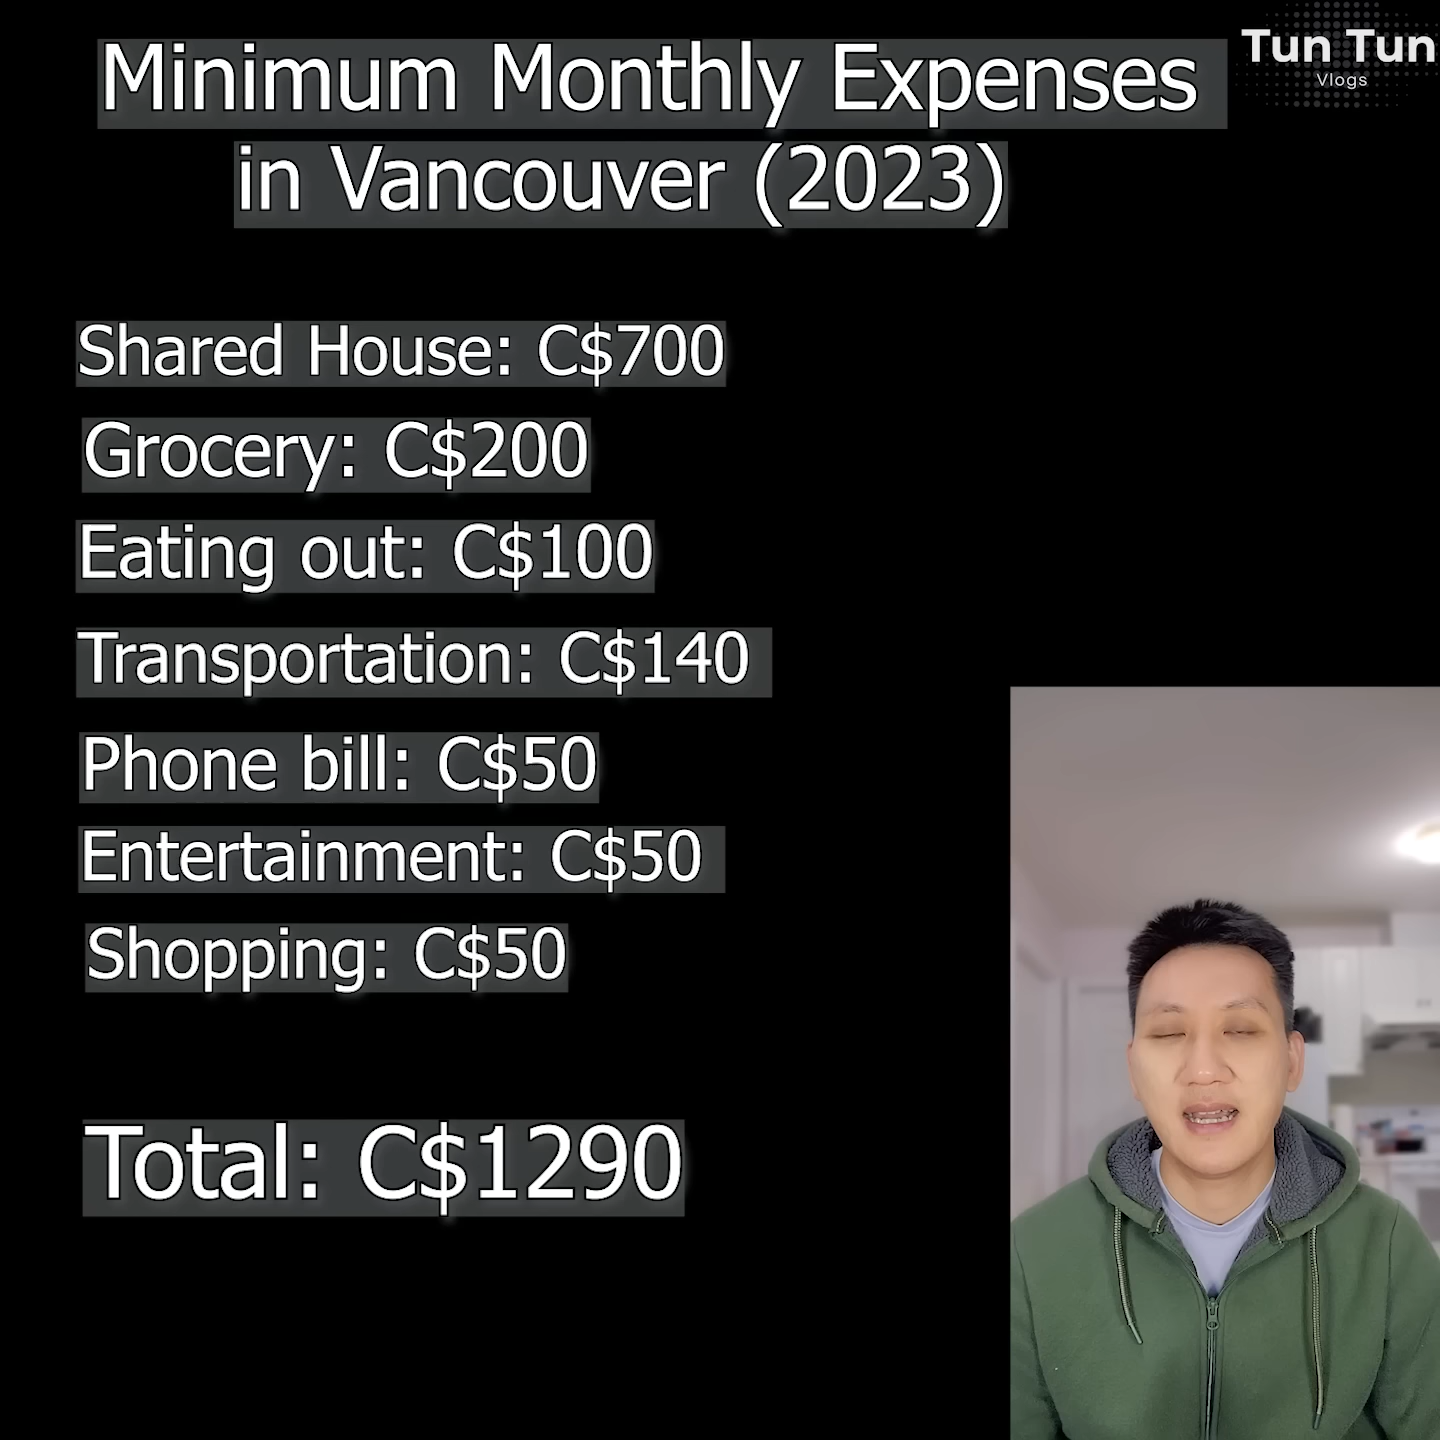 Minimum Monthly Expenses
in Vancouver (2023)
Tun Tun
Vlogs
Shared House: C$700
Grocery: C$200
Eating out: C$100
Transportation: C$140
Phone bill: C$50
Entertainment: C$50
Shopping: C$50
Total: C$1290